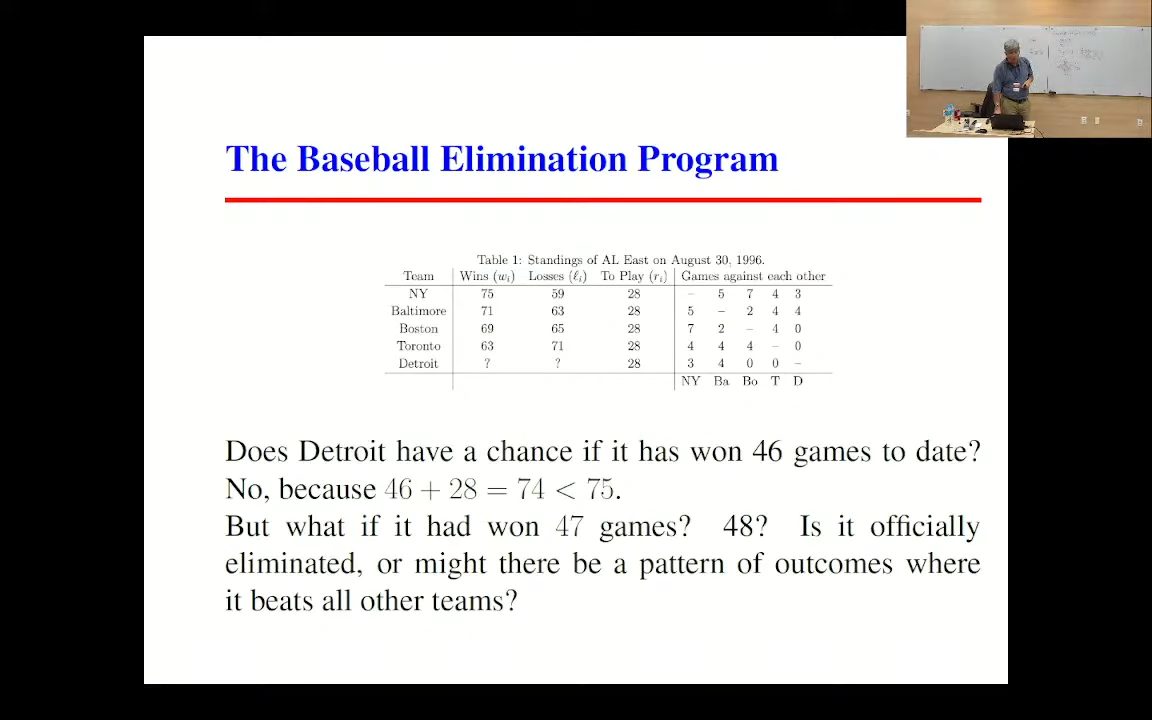 The Baseball Elimination Program
Table 1: Standings of AL East on August 30, 1996.
Team Wins (wᵢ) Losses (ℓᵢ) To Play (rᵢ) Games against each other
NY 75 59 28 – 5 7 4 3
Baltimore 71 63 28 5 – 2 4 4
Boston 69 65 28 7 2 – 4 0
Toronto 63 71 28 4 4 4 – 0
Detroit ? ? 28 3 4 0 0 –
NY Ba Bo T D
Does Detroit have a chance if it has won 46 games to date?
No, because 46 + 28 = 74 < 75.
But what if it had won 47 games? 48? Is it officially
eliminated, or might there be a pattern of outcomes where
it beats all other teams?